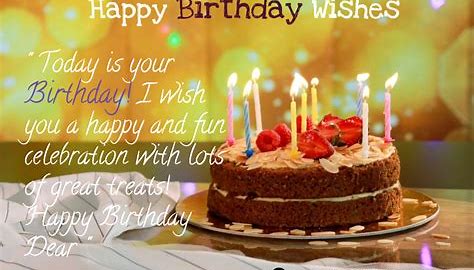 Happy Birthday Wishes
"Today is your
Birthday! I wish
you a happy and fun
celebration with lots
of great treats!
Happy Birthday
Dear "